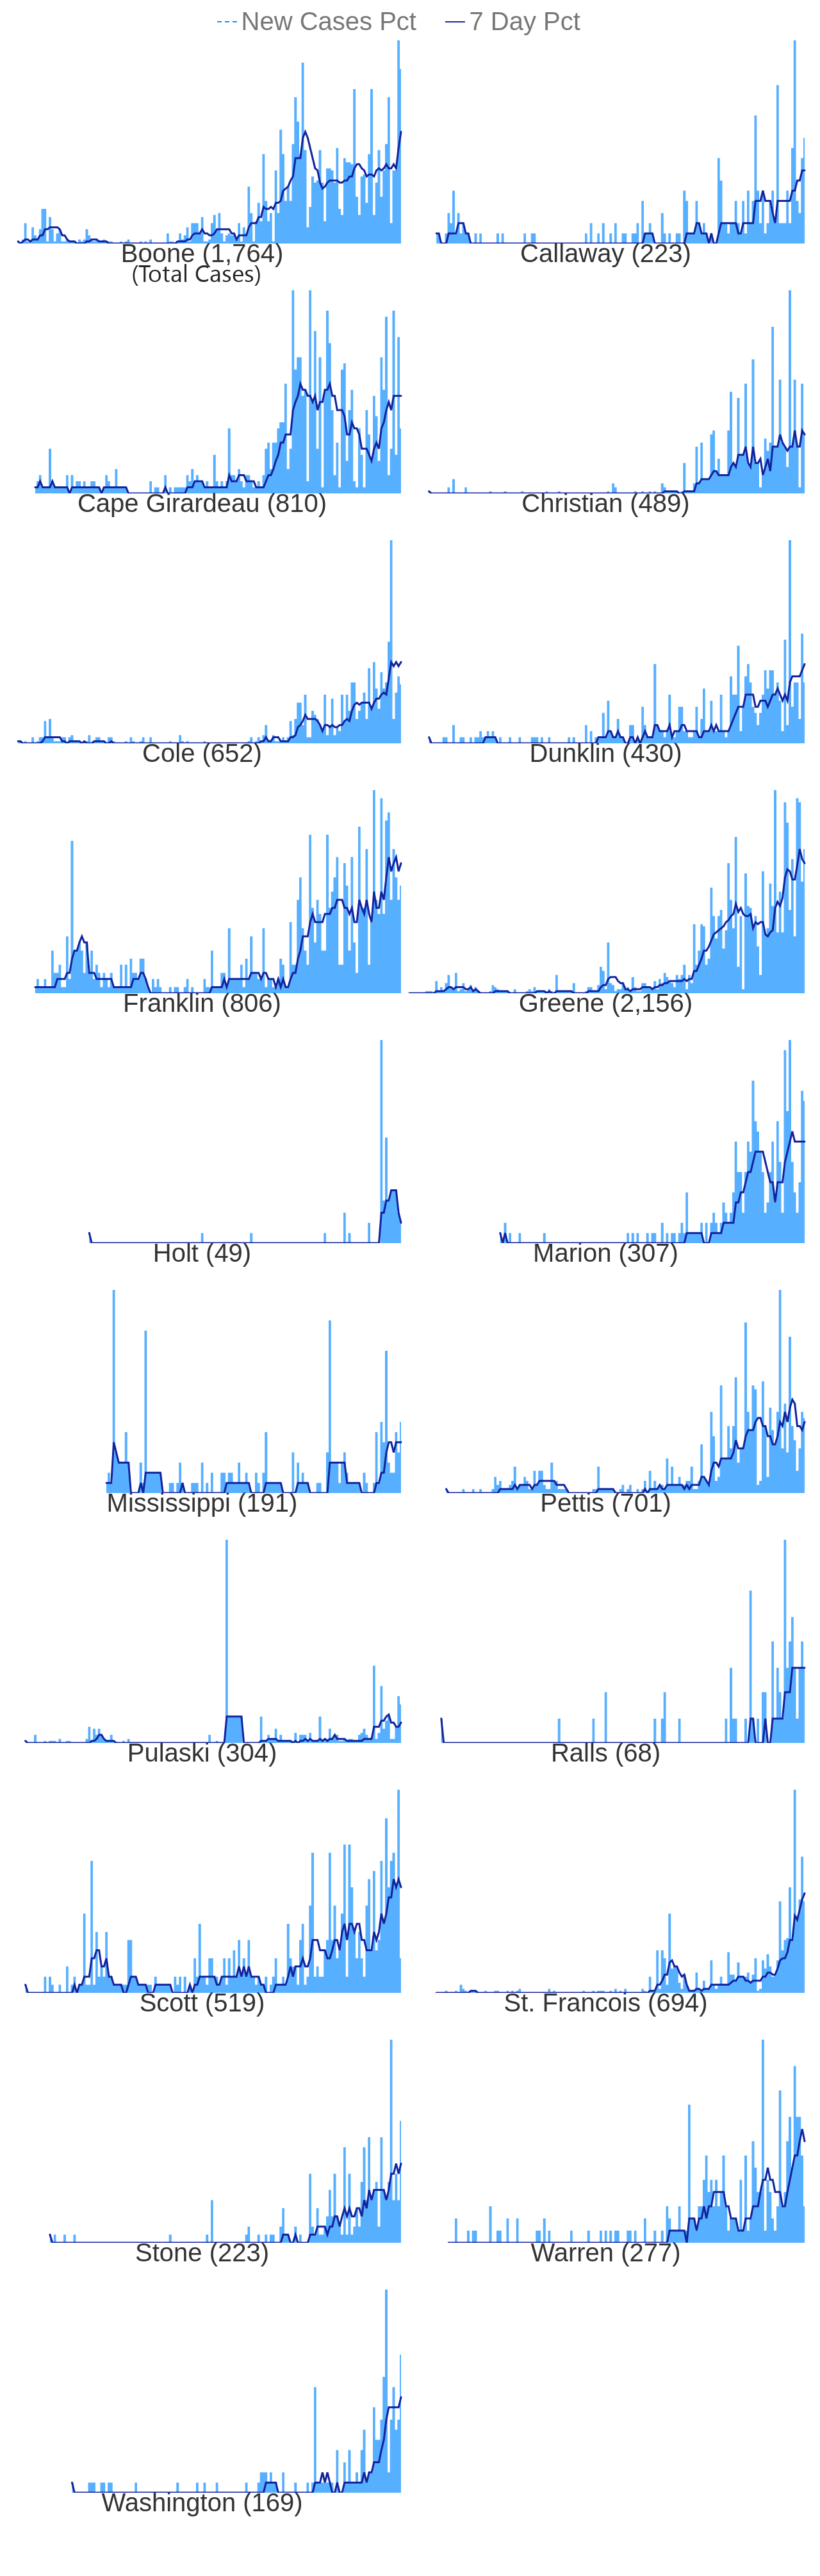 New Cases Pct 7 Day Pct
Boone (1,764) Callaway (223)
(Total Cases)
Cape Girardeau (810) Christian (489)
Cole (652) Dunklin (430)
Franklin (806) Greene (2,156)
Holt (49) Marion (307)
Mississippi (191) Pettis (701)
Pulaski (304) Ralls (68)
Scott (519) St. Francois (694)
Stone (223) Warren (277)
Washington (169)